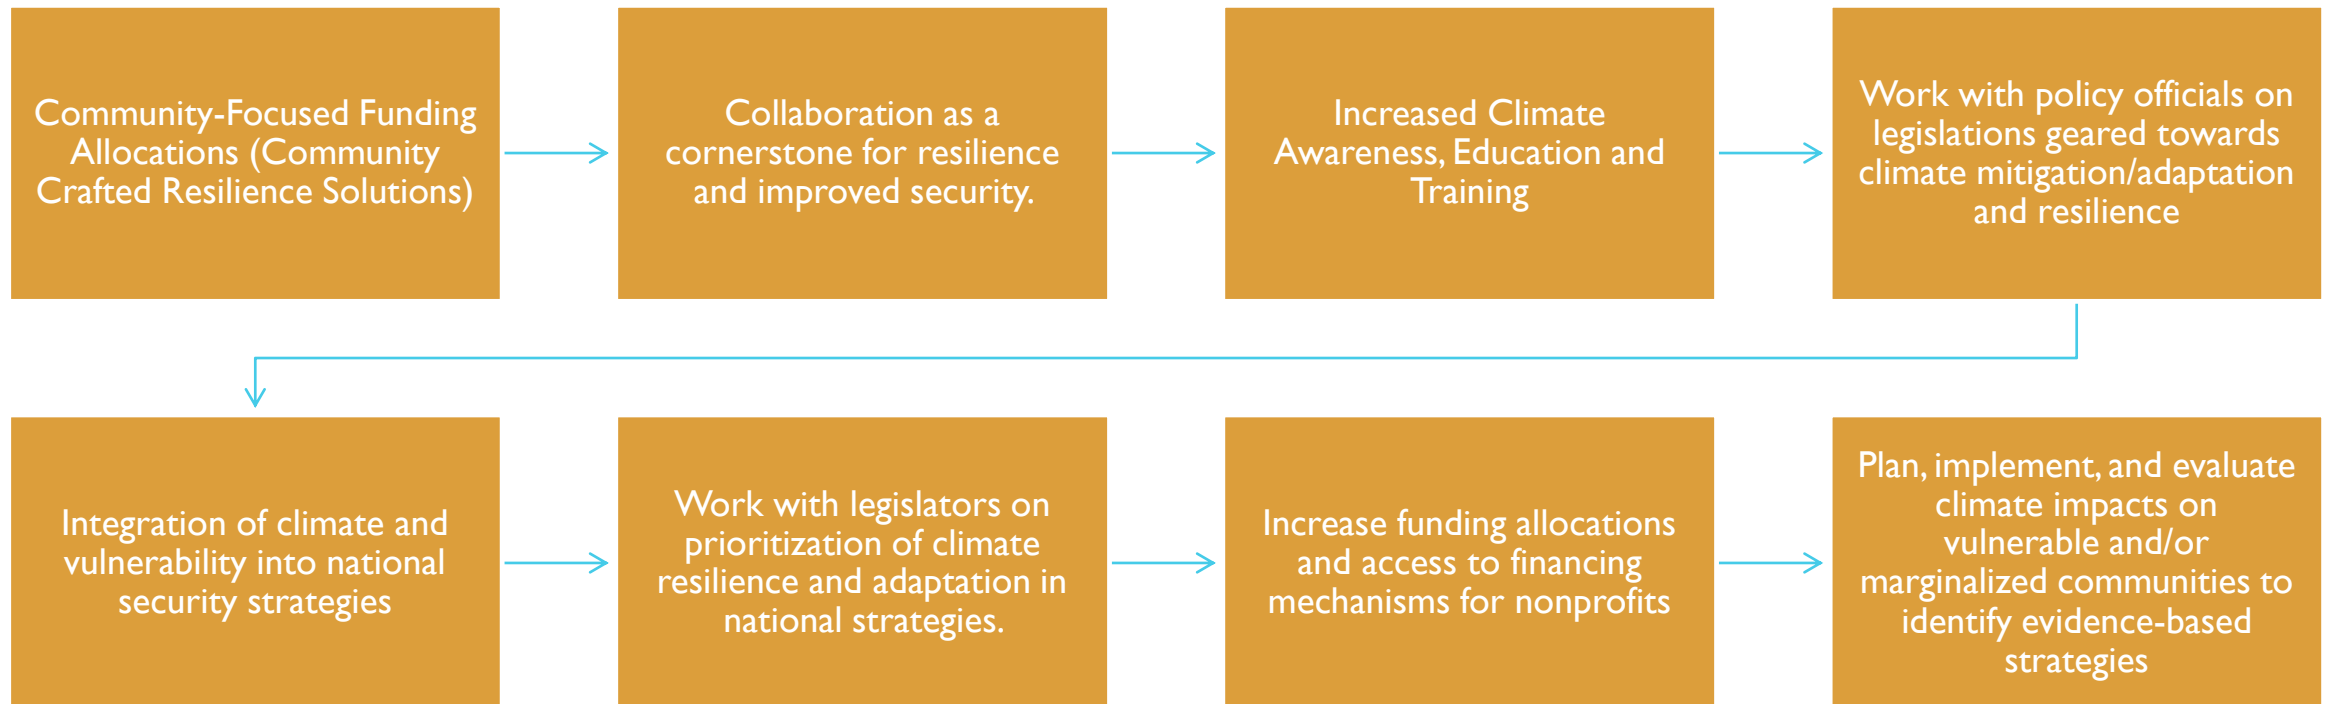 Community-Focused Funding
Allocations (Community
Crafted Resilience Solutions)
Collaboration as a
cornerstone for resilience
and improved security.
Increased Climate
Awareness, Education and
Training
Work with policy officials on
legislations geared towards
climate mitigation/adaptation
and resilience
Integration of climate and
vulnerability into national
security strategies
Work with legislators on
prioritization of climate
resilience and adaptation in
national strategies.
Increase funding allocations
and access to financing
mechanisms for nonprofits
Plan, implement, and evaluate
climate impacts on
vulnerable and/or
marginalized communities to
identify evidence-based
strategies